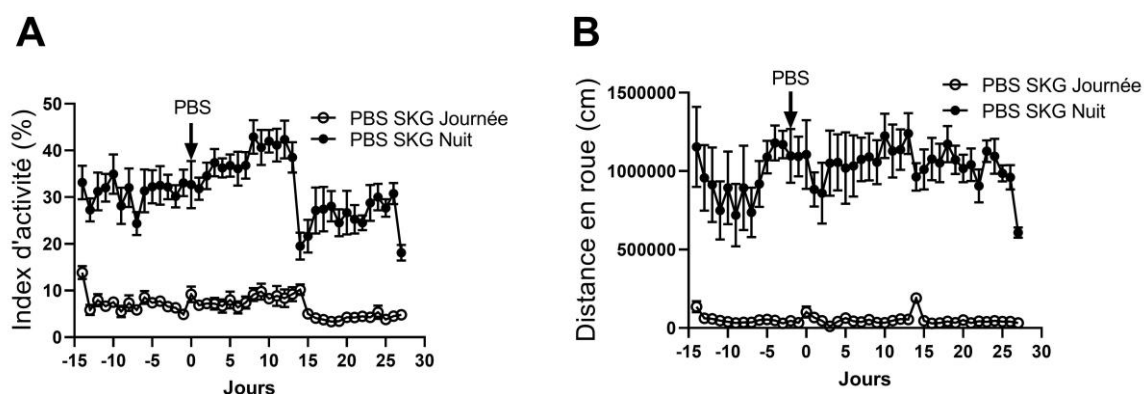 A
Index d'activité (%)
50
40
30
20
10
0
PBS
PBS SKG Journée
PBS SKG Nuit
-15 -10 -5 0 5 10 15 20 25 30
Jours
B
Distance en roue (cm)
1500000
1000000
500000
0
PBS
PBS SKG Journée
PBS SKG Nuit
-15 -10 -5 0 5 10 15 20 25 30
Jours